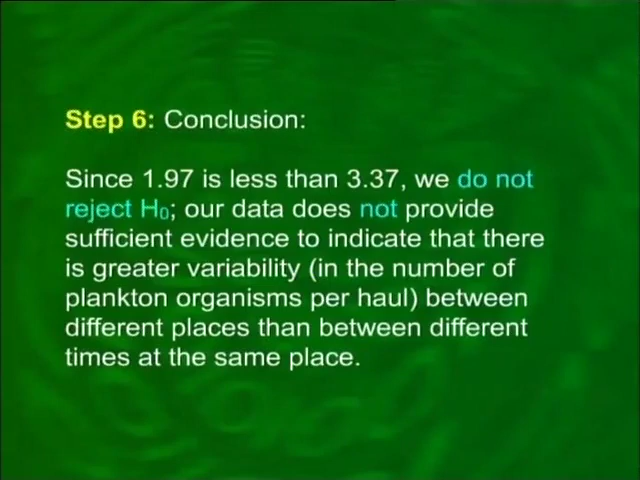 Step 6: Conclusion:
Since 1.97 is less than 3.37, we do not
reject H₀; our data does not provide
sufficient evidence to indicate that there
is greater variability (in the number of
plankton organisms per haul) between
different places than between different
times at the same place.